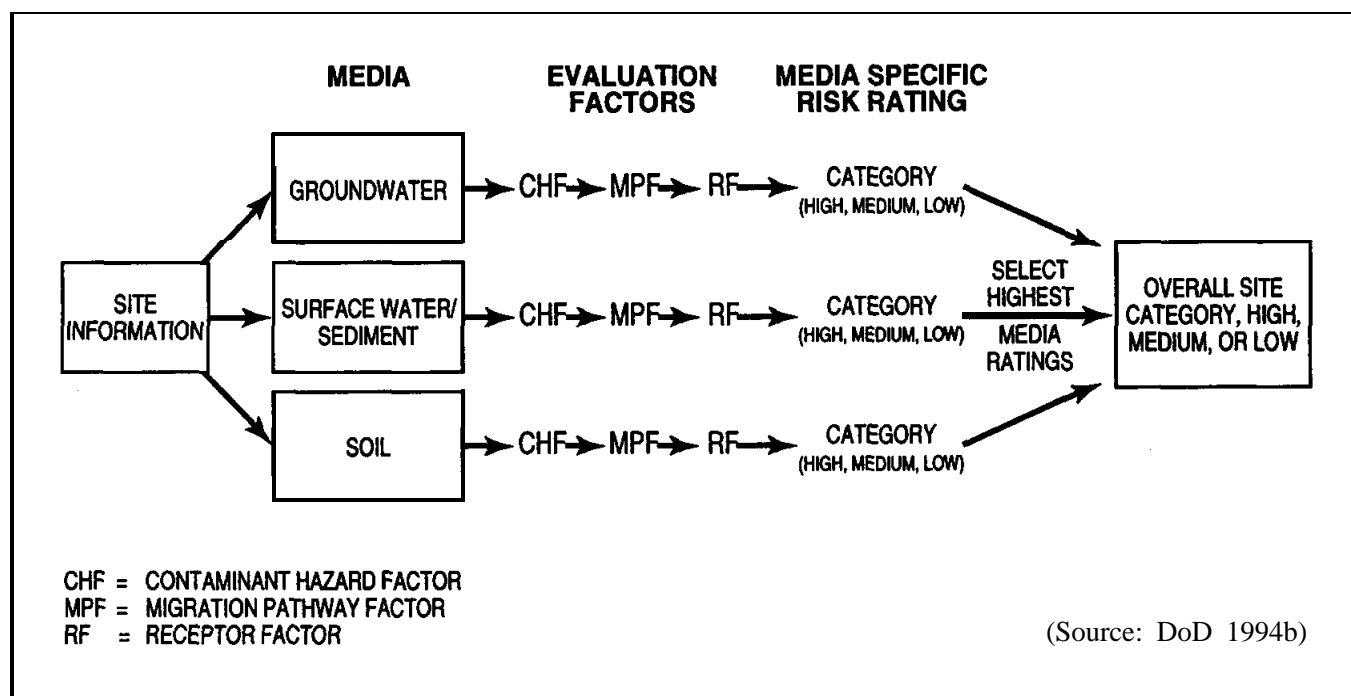 MEDIA
EVALUATION
FACTORS
MEDIA SPECIFIC
RISK RATING
SITE
INFORMATION
GROUNDWATER
CHF
MPF
RF
CATEGORY
(HIGH, MEDIUM, LOW)
SURFACE WATER/
SEDIMENT
CHF
MPF
RF
CATEGORY
(HIGH, MEDIUM, LOW)
SOIL
CHF
MPF
RF
CATEGORY
(HIGH, MEDIUM, LOW)
SELECT
HIGHEST
MEDIA
RATINGS
OVERALL SITE
CATEGORY, HIGH,
MEDIUM, OR LOW
CHF = CONTAMINANT HAZARD FACTOR
MPF = MIGRATION PATHWAY FACTOR
RF = RECEPTOR FACTOR
(Source: DoD 1994b)